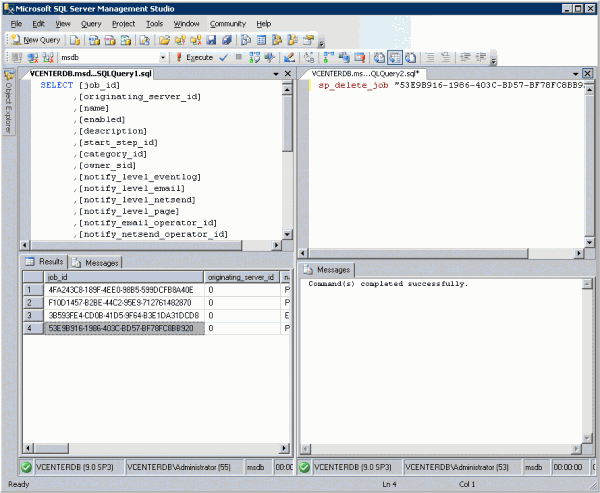 Microsoft SQL Server Management Studio
File Edit View Query Project Tools Window Community Help
New Query
msdb Execute
Object Explorer
VCENTERDB.msd...SQLQuery1.sql
SELECT [job_id]
,[originating_server_id]
,[name]
,[enabled]
,[description]
,[start_step_id]
,[category_id]
,[owner_sid]
,[notify_level_eventlog]
,[notify_level_email]
,[notify_level_netsend]
,[notify_level_page]
,[notify_email_operator_id]
,[notify_netsend_operator_id]
Results Messages
job_id originating_server_id n
1 4FA243C8-189F-4EE0-98B5-599DCFB8A40E 0 P
2 F10D1457-B2BE-44C2-95E9-712761482870 0 P
3 3B593FE4-CD0B-41D5-9F64-B3E1DA31DCD8 0 E
4 53E9B916-1986-403C-BD57-BF78FC8BB920 0 P
VCENTERDB (9.0 SP3) VCENTERDB\Administrator (55) msdb 00:00
VCENTERDB.ms...QLQuery2.sql*
sp_delete_job "53E9B916-1986-403C-BD57-BF78FC8BB9
Messages
Command(s) completed successfully.
VCENTERDB (9.0 SP3) VCENTERDB\Administrator (53) msdb 00:00:00
Ready Ln 4 Col 1